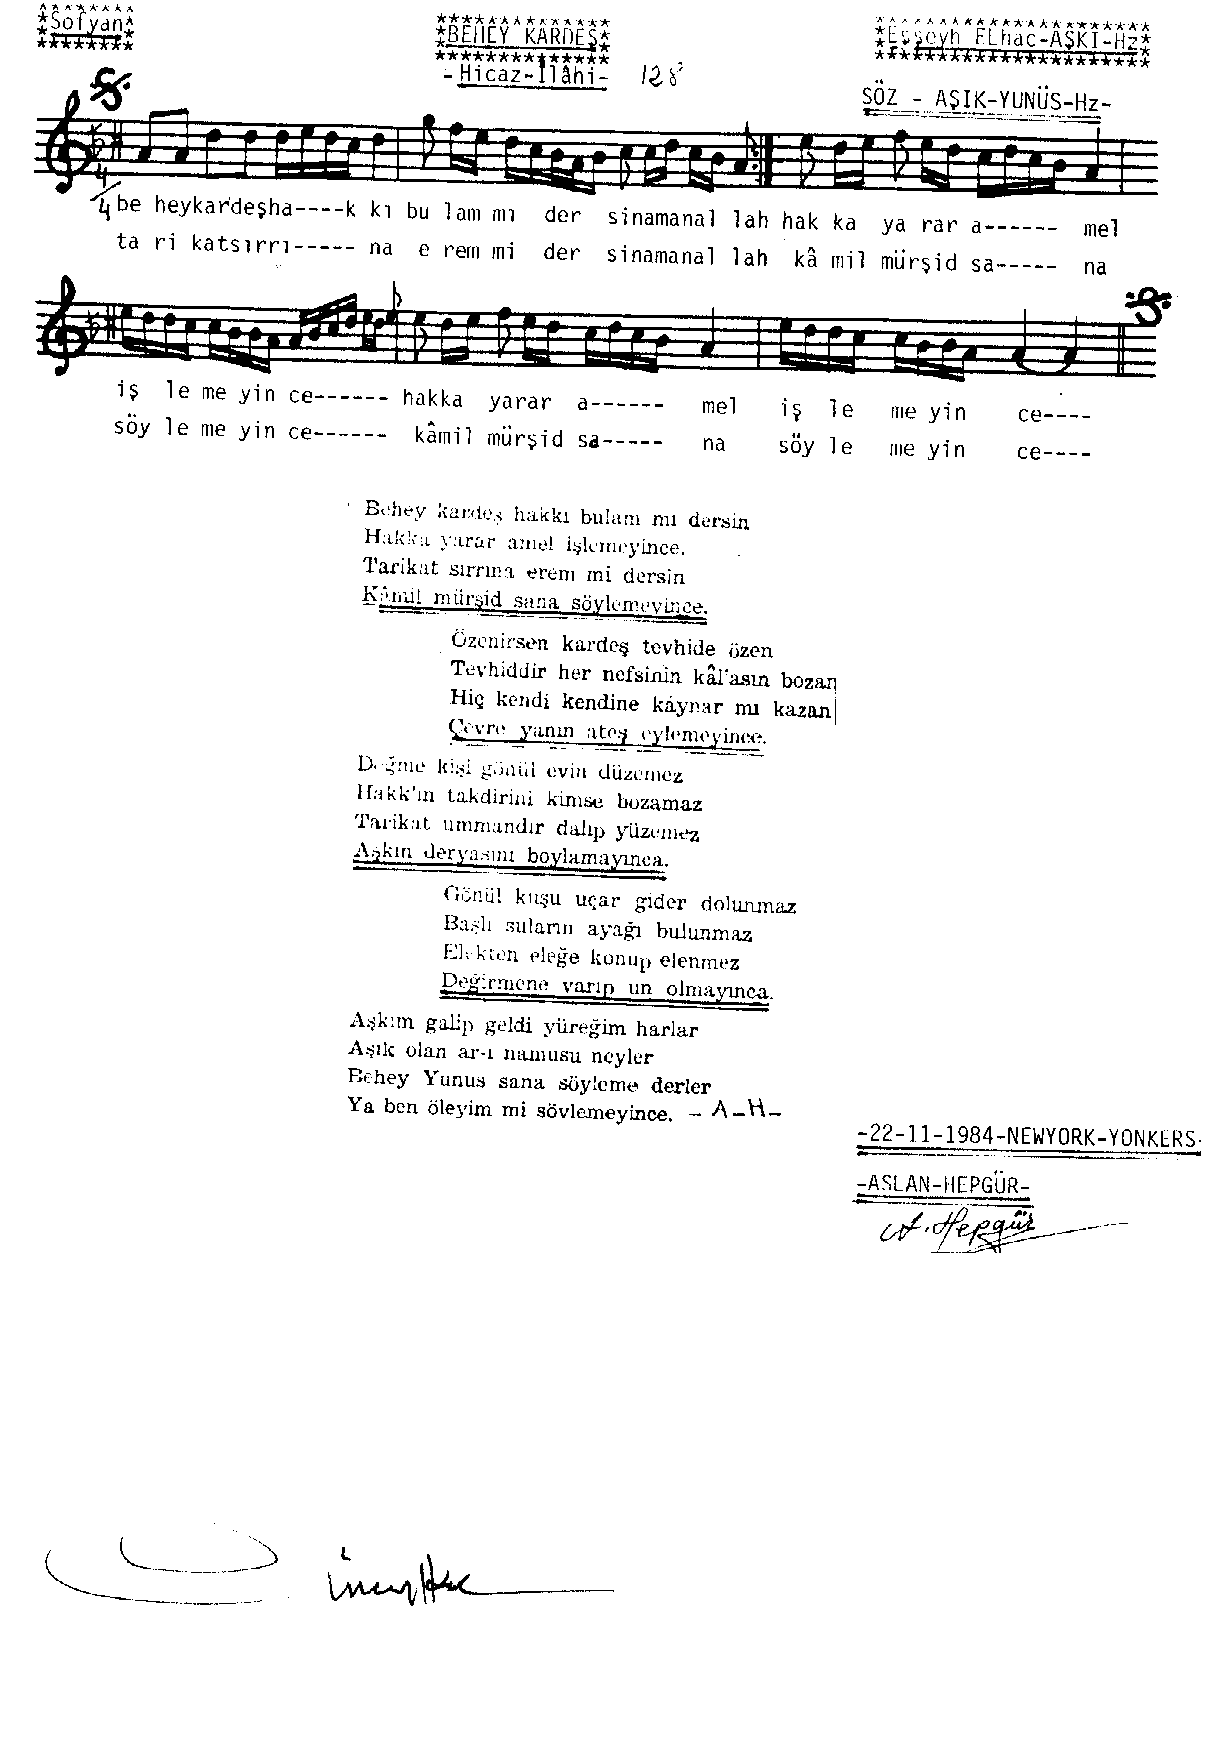 *Sofyan*
*BEHEY KARDEŞ*
-Hicaz-İlâhi- 128
*Eşşeyh ELhac-AŞKI-Hz*
SÖZ - AŞIK-YUNÜS-Hz-
4/4
be heykardeşha----k kı bu lam mı der sinamanal lah hak ka ya rar a------ mel
ta ri katsırrı----- na e rem mi der sinamanal lah kâ mil mürşid sa----- na
iş le me yin ce------ hakka yarar a------ mel iş le me yin ce----
söy le me yin ce------ kâmil mürşid sa----- na söy le me yin ce----
Behey kardeş hakkı bulam mı dersin
Hakka yarar amel işlemeyince.
Tarikat sırrına erem mi dersin
Kâmil mürşid sana söylemeyince.
Özenirsen kardeş tevhide özen
Tevhiddir her nefsinin kâl'asın bozan
Hiç kendi kendine kaynar mı kazan
Çevre yanın ateş eylemeyince.
Değme kişi gönül evin düzemez
Hakk'ın takdirini kimse bozamaz
Tarikat ummandır dalıp yüzemez
Aşkın deryasını boylamayınca.
Gönül kuşu uçar gider dolunmaz
Başlı suların ayağı bulunmaz
Elekten eleğe konup elenmez
Değirmene varıp un olmayınca.
Aşkım galip geldi yüreğim harlar
Aşık olan ar-ı namusu neyler
Behey Yunus sana söyleme derler
Ya ben öleyim mi söylemeyince. - A-H-
-22-11-1984-NEWYORK-YONKERS-
-ASLAN-HEPGÜR-
A. Hepgür